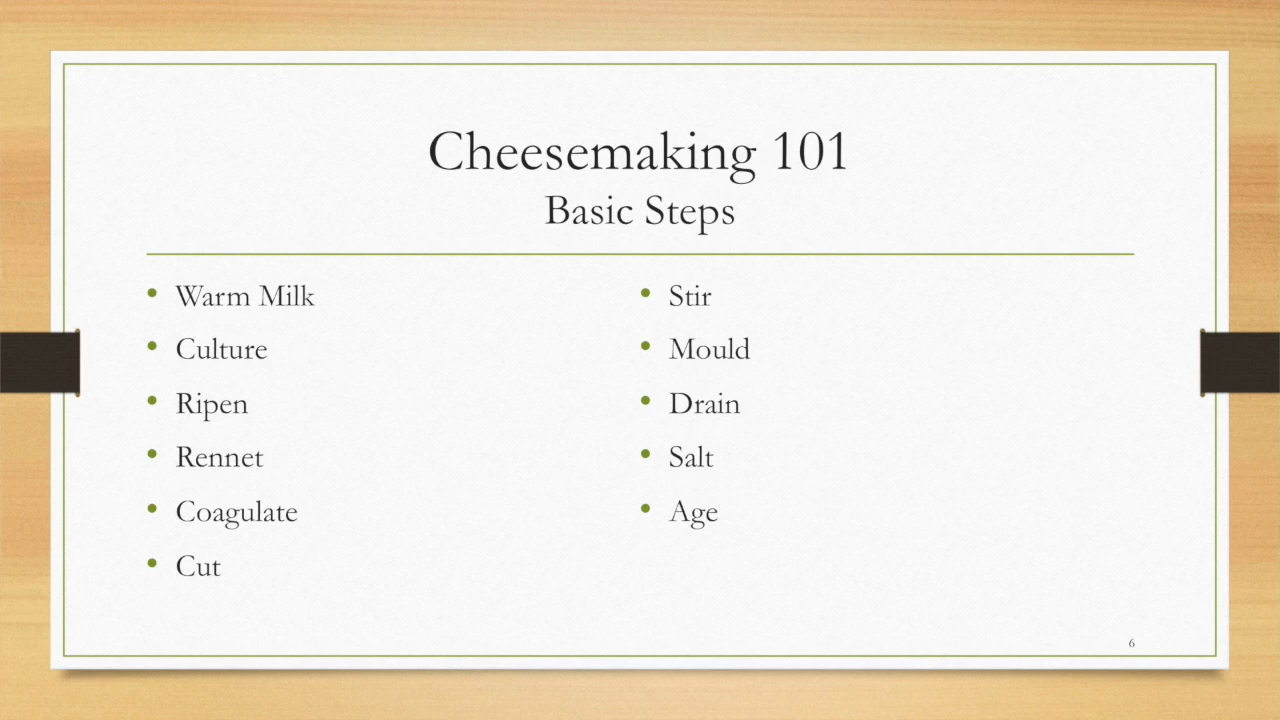 Cheesemaking 101
Basic Steps
• Warm Milk
• Culture
• Ripen
• Rennet
• Coagulate
• Cut
• Stir
• Mould
• Drain
• Salt
• Age
6